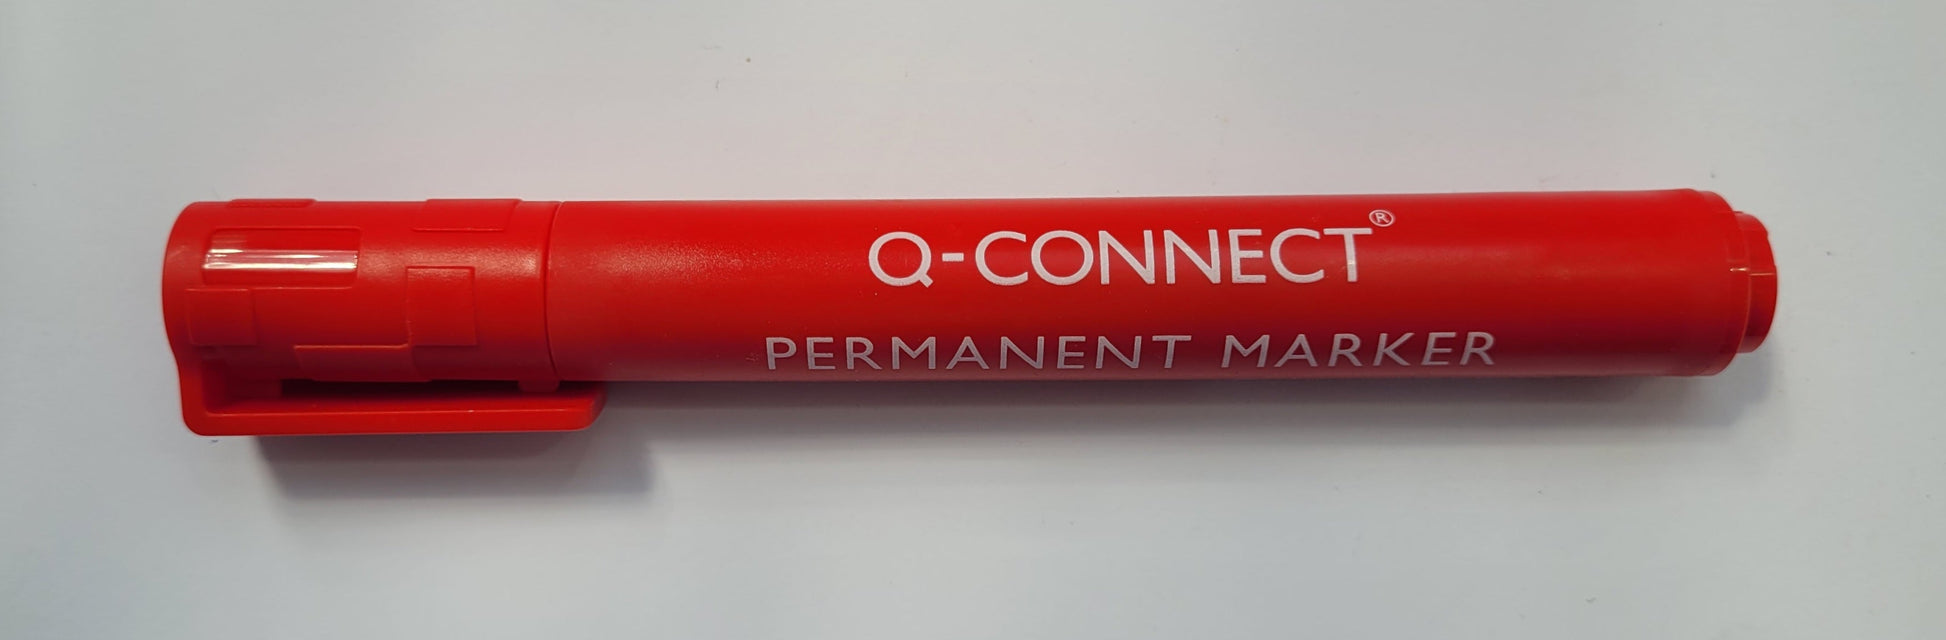 Q-CONNECT®
PERMANENT MARKER